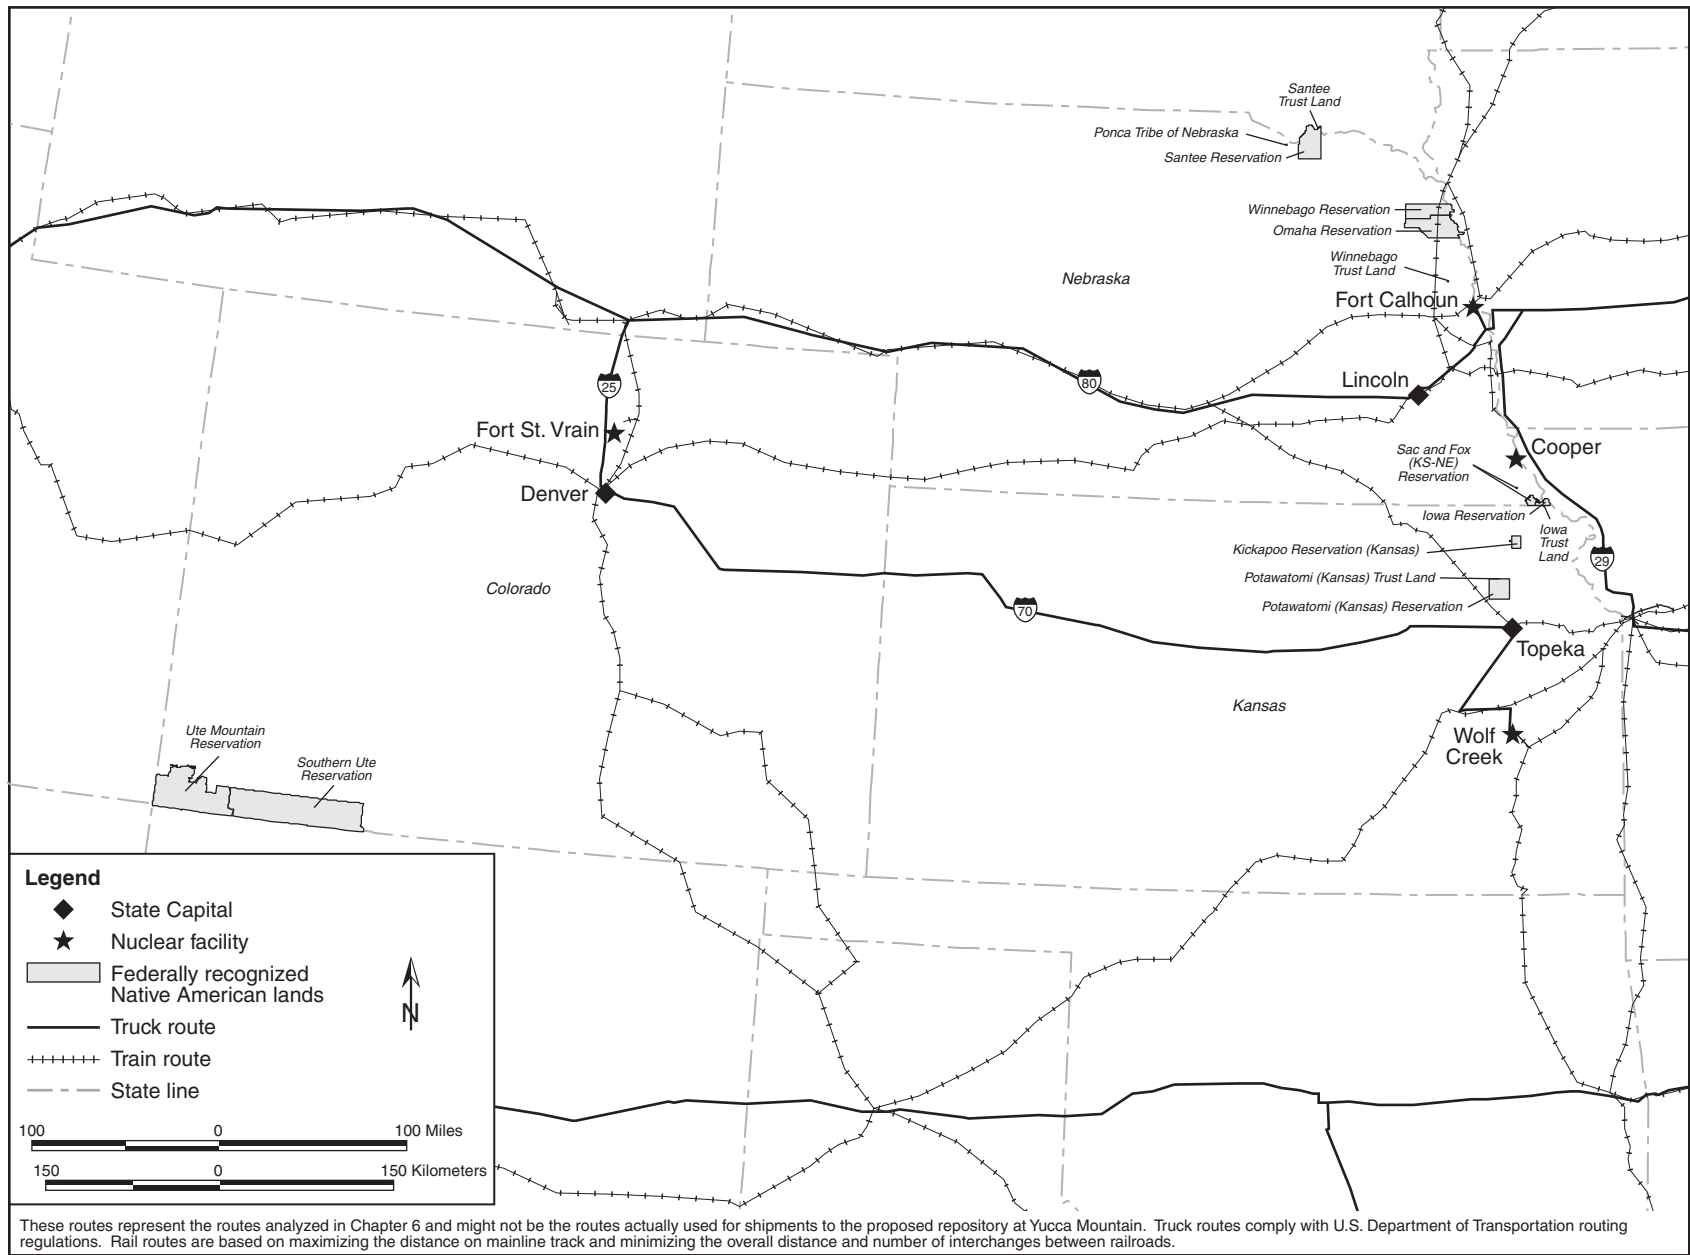 Santee
Trust Land
Ponca Tribe of Nebraska
Santee Reservation
Winnebago Reservation
Omaha Reservation
Winnebago
Trust Land
Nebraska
Fort Calhoun
25
80
Lincoln
Fort St. Vrain
Cooper
Sac and Fox
(KS-NE)
Reservation
Denver
Iowa Reservation
Iowa
Trust
Land
Kickapoo Reservation (Kansas)
29
Colorado
Potawatomi (Kansas) Trust Land
70
Potawatomi (Kansas) Reservation
Topeka
Kansas
Ute Mountain
Reservation
Wolf
Creek
Southern Ute
Reservation
Legend
State Capital
Nuclear facility
Federally recognized
Native American lands
N
Truck route
Train route
State line
100 0 100 Miles
150 0 150 Kilometers
These routes represent the routes analyzed in Chapter 6 and might not be the routes actually used for shipments to the proposed repository at Yucca Mountain. Truck routes comply with U.S. Department of Transportation routing
regulations. Rail routes are based on maximizing the distance on mainline track and minimizing the overall distance and number of interchanges between railroads.